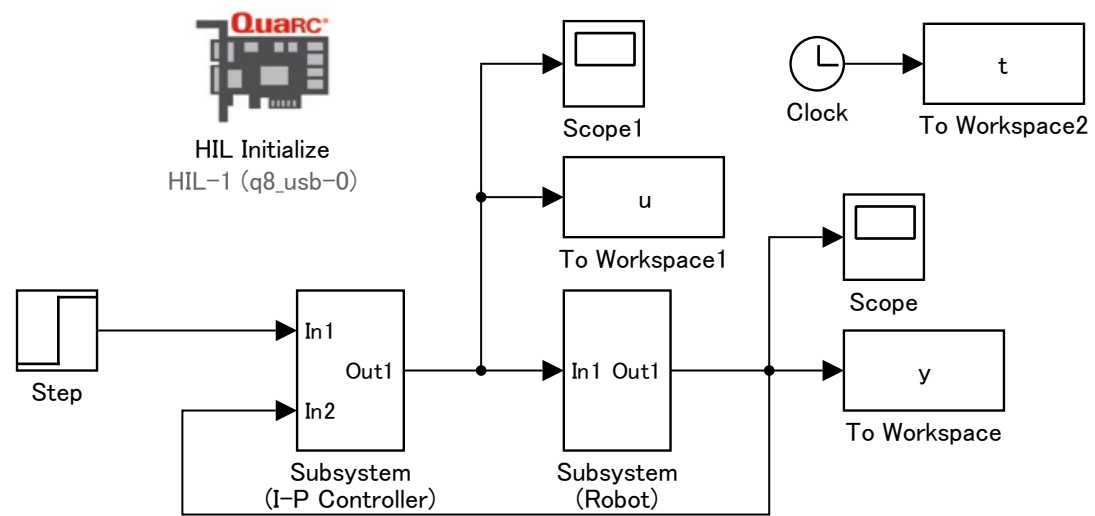 QUARC®
HIL Initialize
HIL-1 (q8_usb-0)
Scope1
Clock
t
To Workspace2
u
To Workspace1
Scope
Step
In1
In2
Out1
Subsystem
(I-P Controller)
In1 Out1
Subsystem
(Robot)
y
To Workspace